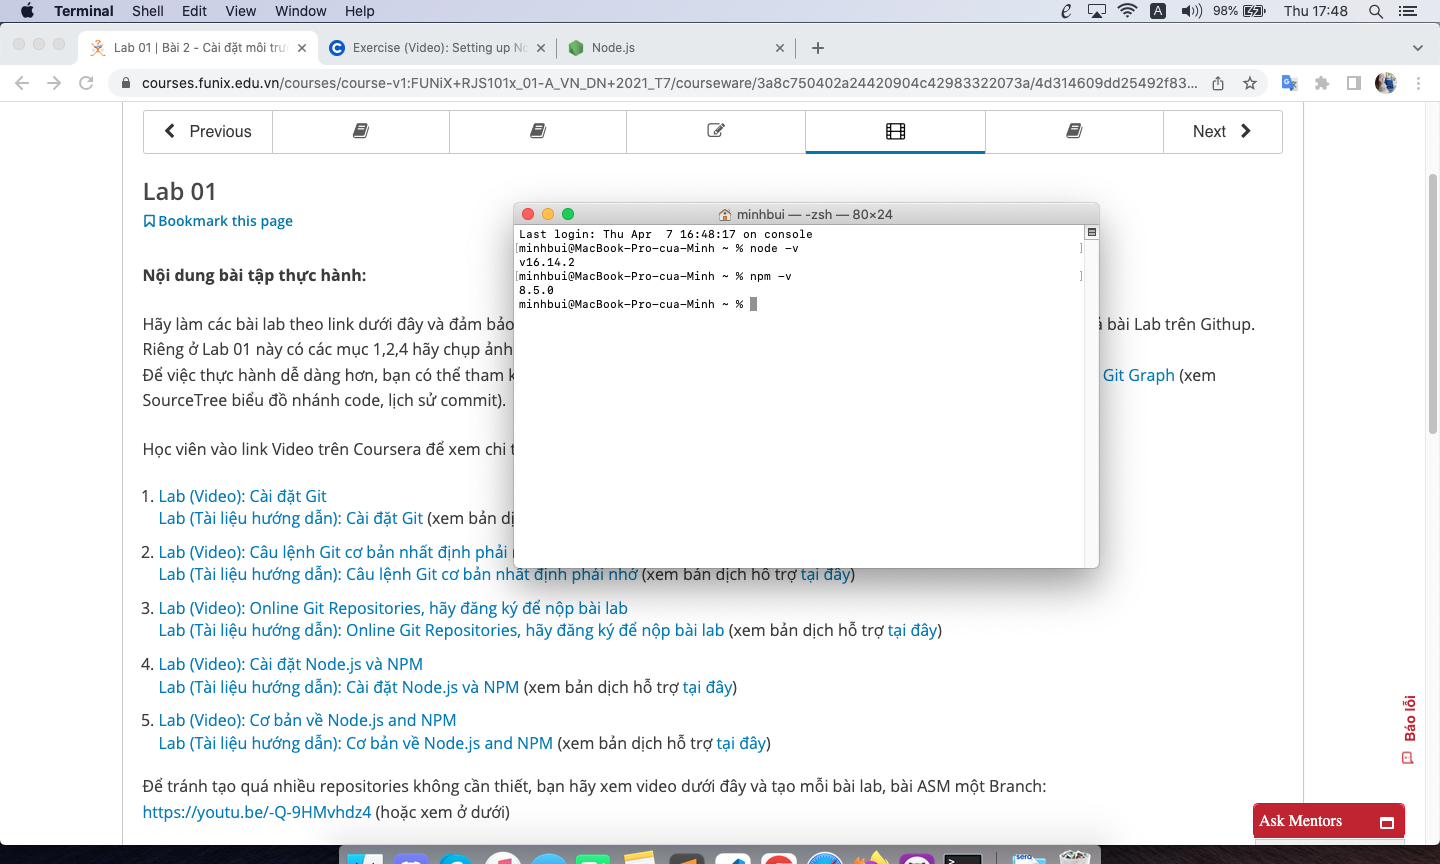 Terminal Shell Edit View Window Help 98% Thu 17:48
Lab 01 | Bài 2 - Cài đặt môi trư
Exercise (Video): Setting up No
Node.js
courses.funix.edu.vn/courses/course-v1:FUNiX+RJS101x_01-A_VN_DN+2021_T7/courseware/3a8c750402a24420904c42983322073a/4d314609dd25492f83...
Previous
Next
Lab 01
Bookmark this page
minhbui — -zsh — 80×24
Last login: Thu Apr 7 16:48:17 on console
minhbui@MacBook-Pro-cua-Minh ~ % node -v
v16.14.2
minhbui@MacBook-Pro-cua-Minh ~ % npm -v
8.5.0
minhbui@MacBook-Pro-cua-Minh ~ %
Nội dung bài tập thực hành:
Hãy làm các bài lab theo link dưới đây và đảm bảo bài Lab trên Githup.
Riêng ở Lab 01 này có các mục 1,2,4 hãy chụp ảnh
Để việc thực hành dễ dàng hơn, bạn có thể tham Git Graph (xem
SourceTree biểu đồ nhánh code, lịch sử commit).
Học viên vào link Video trên Coursera để xem chi
1. Lab (Video): Cài đặt Git
Lab (Tài liệu hướng dẫn): Cài đặt Git (xem bản
2. Lab (Video): Câu lệnh Git cơ bản nhất định phải
Lab (Tài liệu hướng dẫn): Câu lệnh Git cơ bản nhất định phải nhớ (xem bản dịch hỗ trợ tại đây)
3. Lab (Video): Online Git Repositories, hãy đăng ký để nộp bài lab
Lab (Tài liệu hướng dẫn): Online Git Repositories, hãy đăng ký để nộp bài lab (xem bản dịch hỗ trợ tại đây)
4. Lab (Video): Cài đặt Node.js và NPM
Lab (Tài liệu hướng dẫn): Cài đặt Node.js và NPM (xem bản dịch hỗ trợ tại đây)
5. Lab (Video): Cơ bản về Node.js and NPM
Lab (Tài liệu hướng dẫn): Cơ bản về Node.js and NPM (xem bản dịch hỗ trợ tại đây)
Để tránh tạo quá nhiều repositories không cần thiết, bạn hãy xem video dưới đây và tạo mỗi bài lab, bài ASM một Branch:
https://youtu.be/-Q-9HMvhdz4 (hoặc xem ở dưới)
Báo lỗi
Ask Mentors